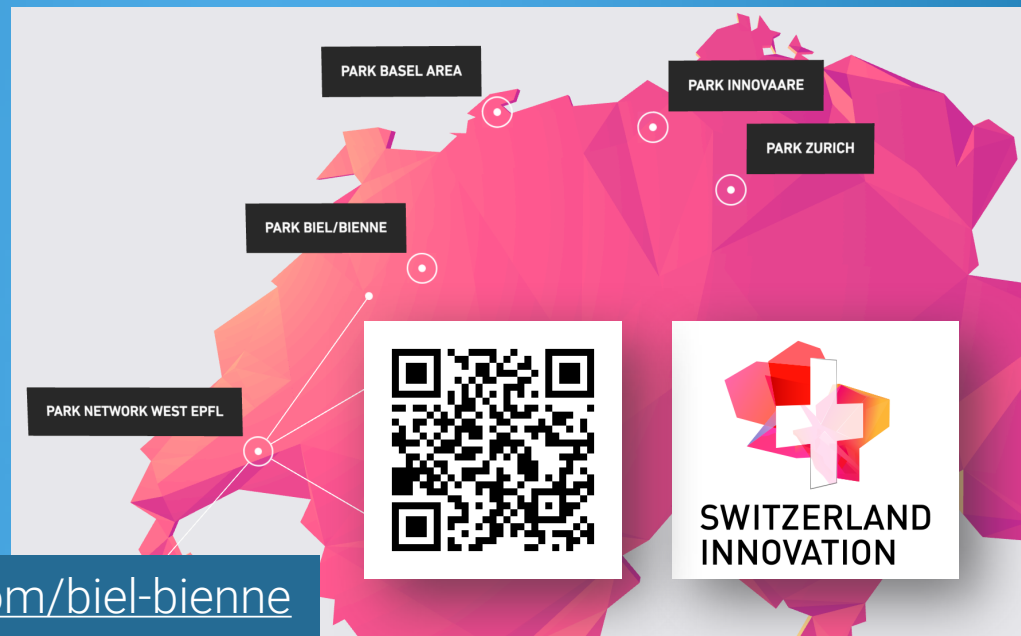 PARK BASEL AREA
PARK INNOVAARE
PARK ZURICH
PARK BIEL/BIENNE
PARK NETWORK WEST EPFL
SWITZERLAND
INNOVATION
om/biel-bienne